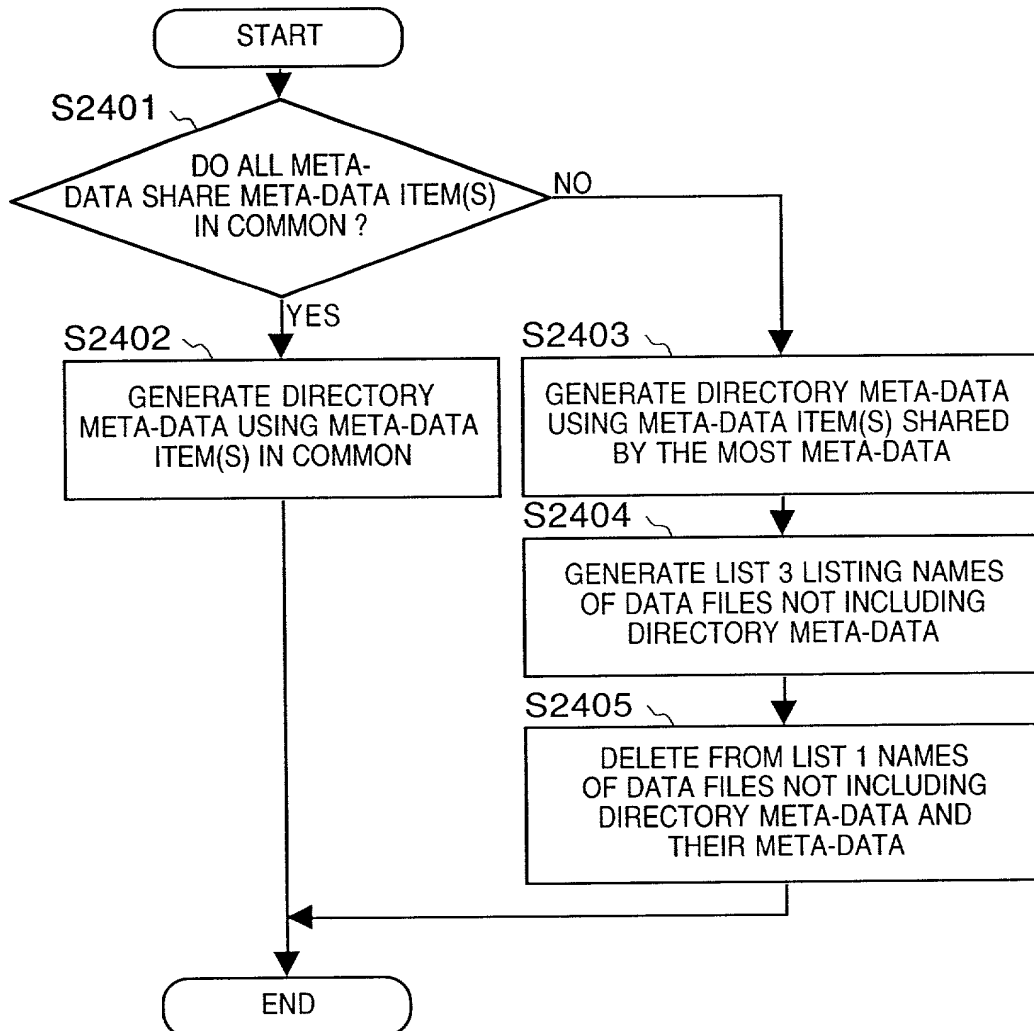 START
S2401
DO ALL META-
DATA SHARE META-DATA ITEM(S)
IN COMMON ?
NO
YES
S2402
GENERATE DIRECTORY
META-DATA USING META-DATA
ITEM(S) IN COMMON
S2403
GENERATE DIRECTORY META-DATA
USING META-DATA ITEM(S) SHARED
BY THE MOST META-DATA
S2404
GENERATE LIST 3 LISTING NAMES
OF DATA FILES NOT INCLUDING
DIRECTORY META-DATA
S2405
DELETE FROM LIST 1 NAMES
OF DATA FILES NOT INCLUDING
DIRECTORY META-DATA AND
THEIR META-DATA
END